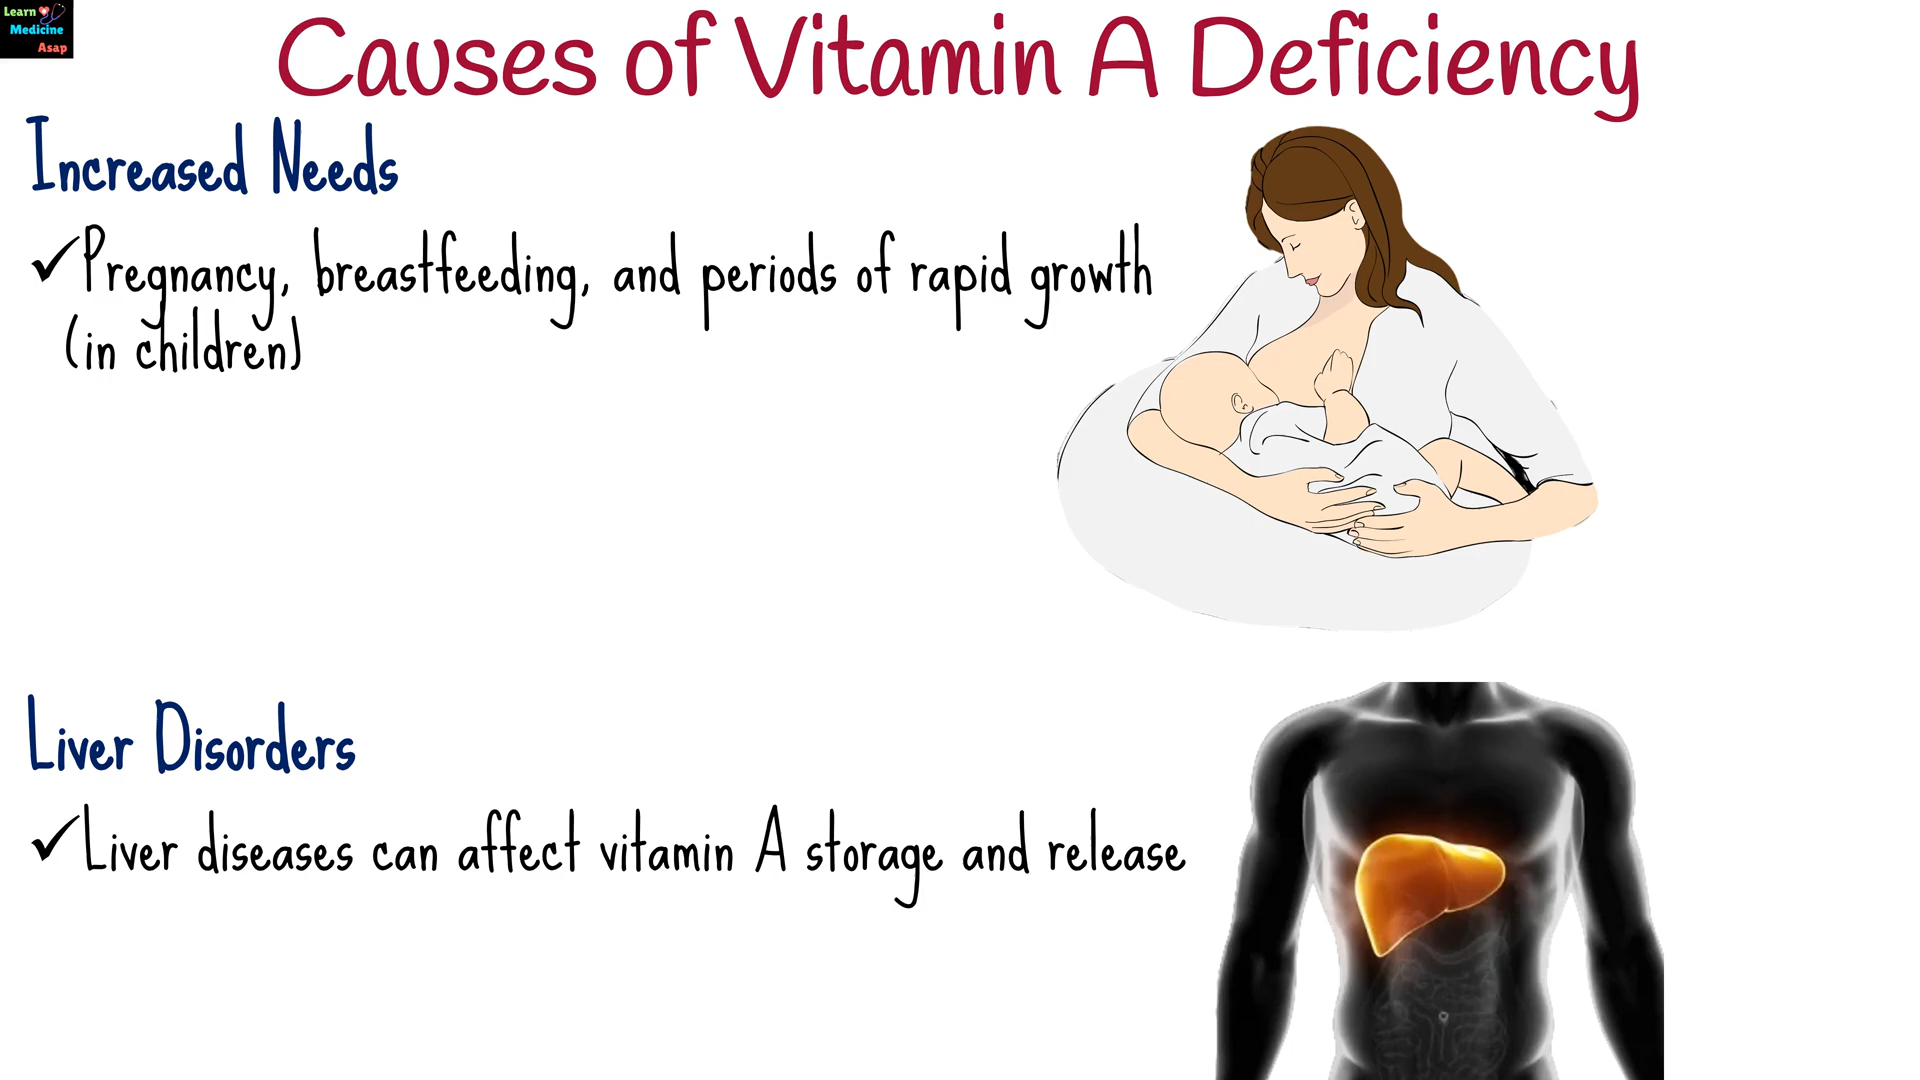 Learn
Medicine
Asap
Causes of Vitamin A Deficiency
Increased Needs
✓Pregnancy, breastfeeding, and periods of rapid growth
(in children)
Liver Disorders
✓Liver diseases can affect vitamin A storage and release